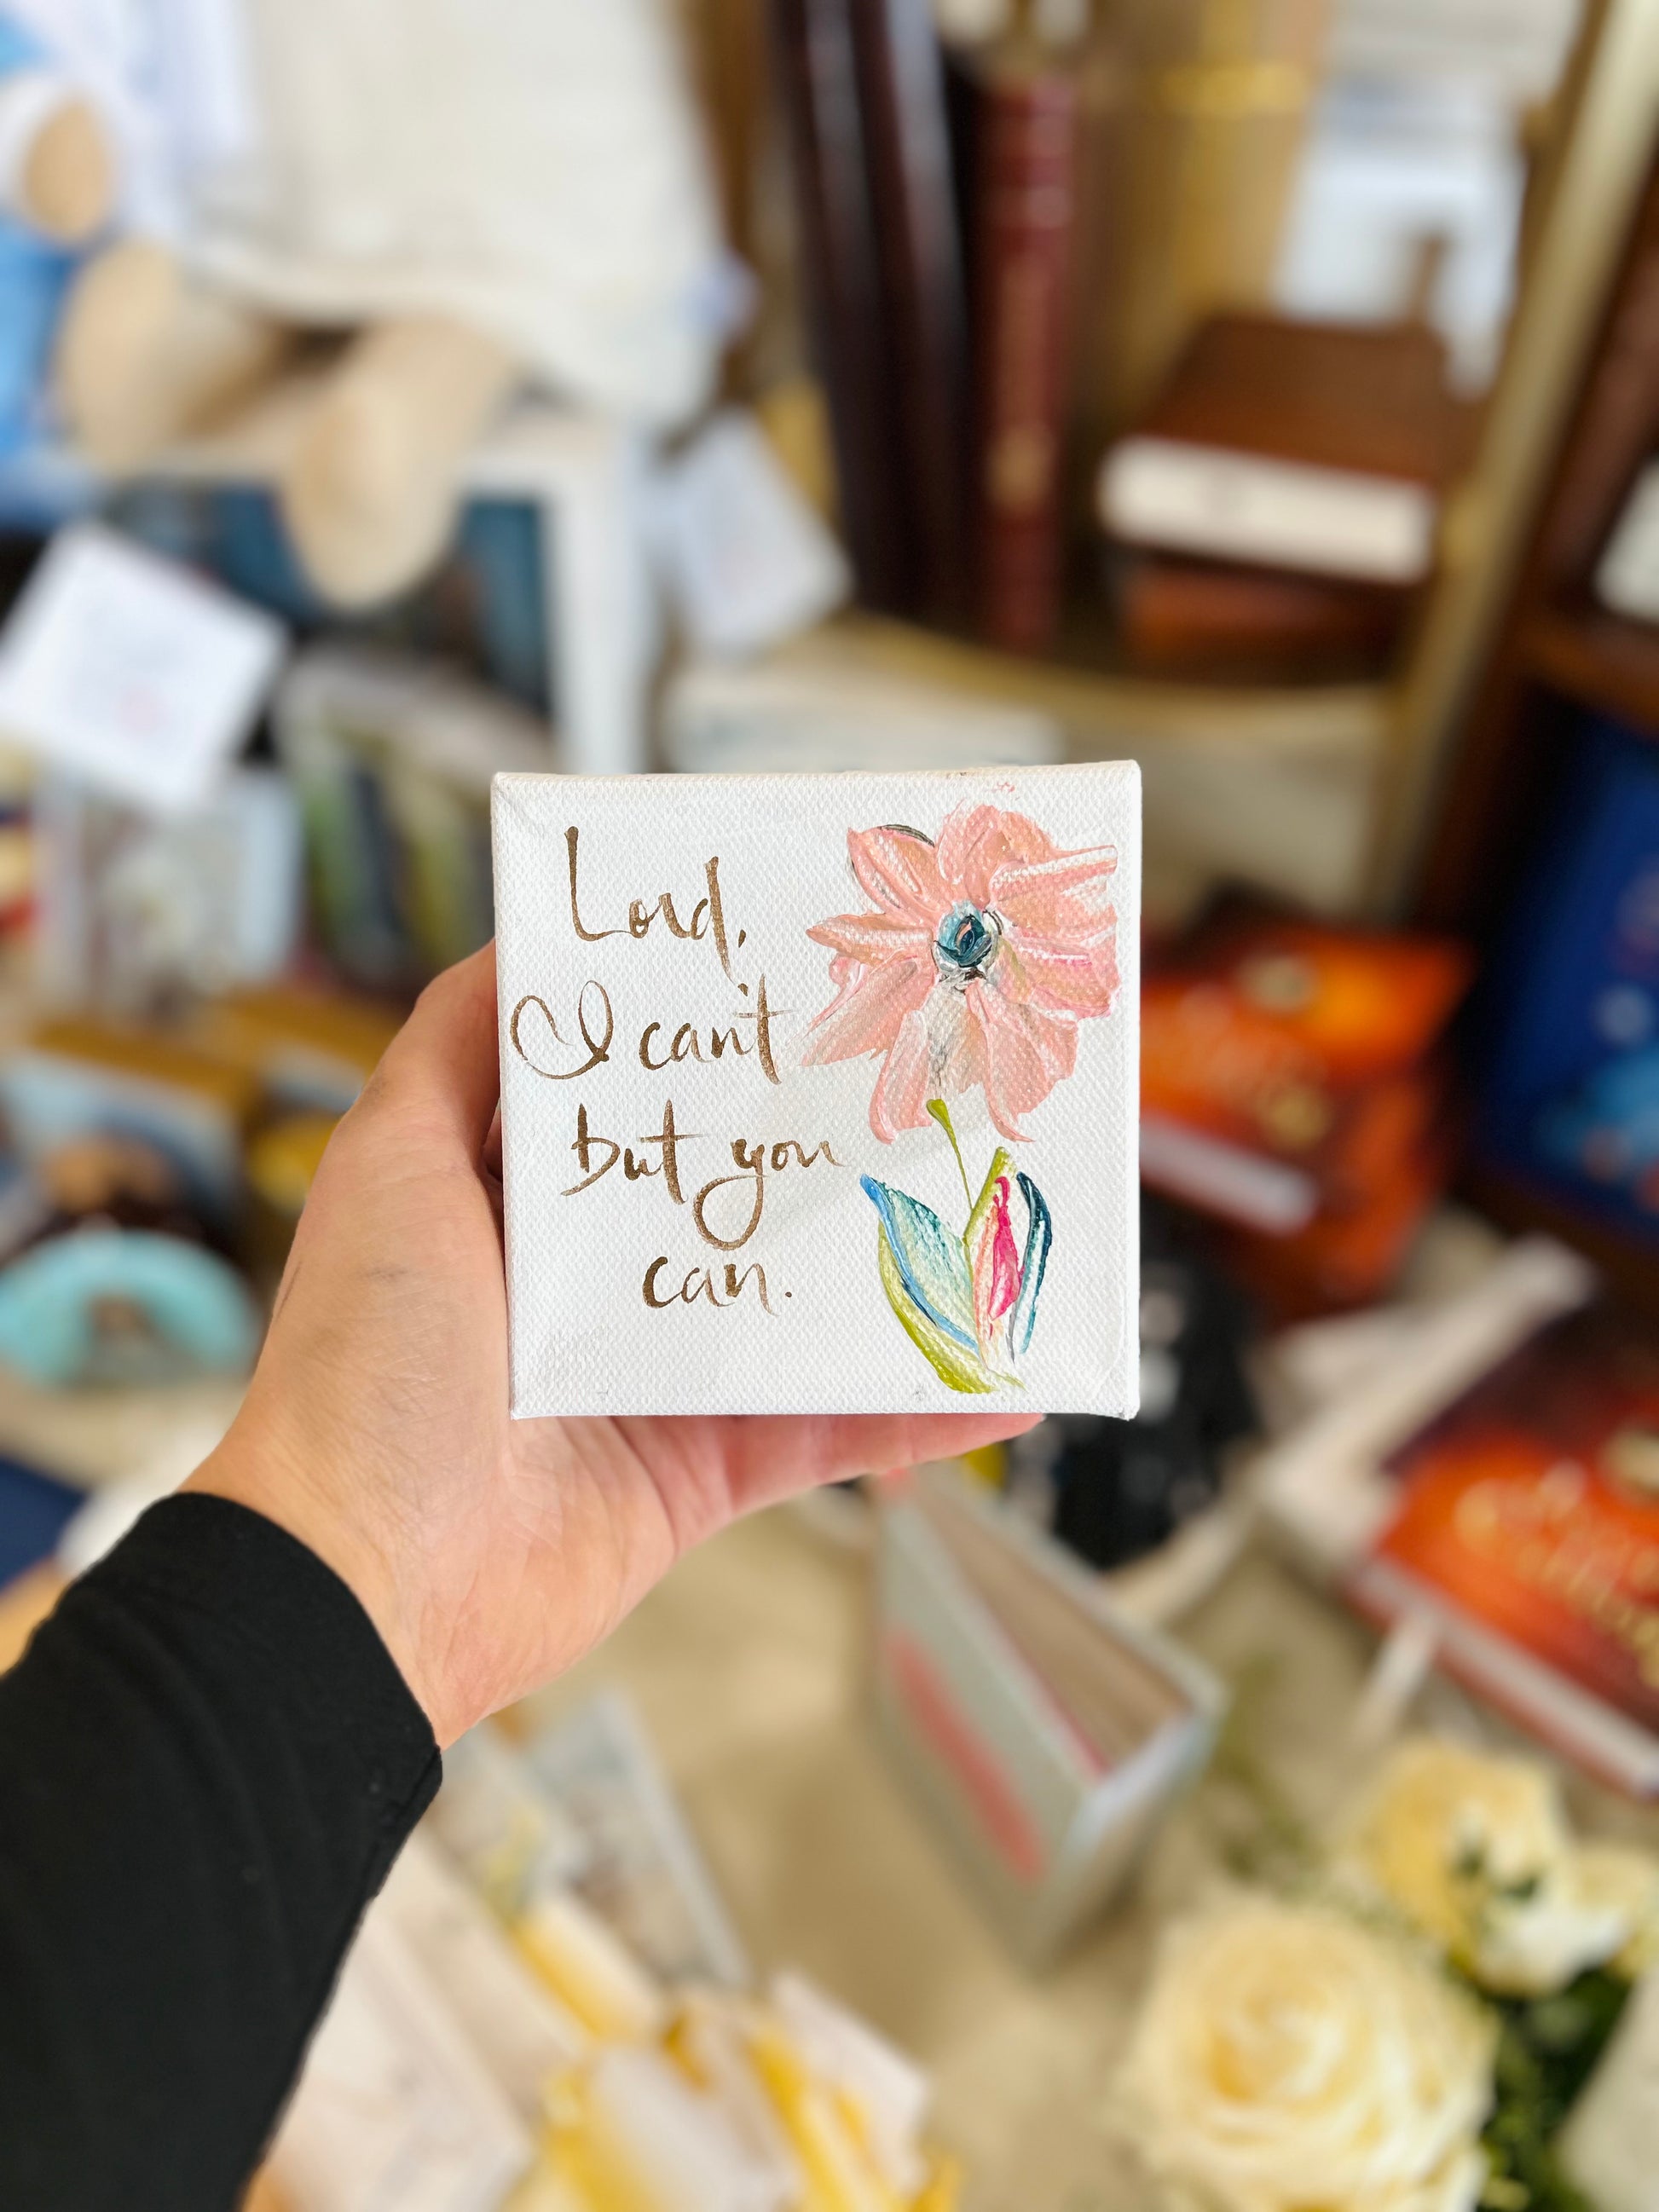 Lord,
I can't
but you
can.